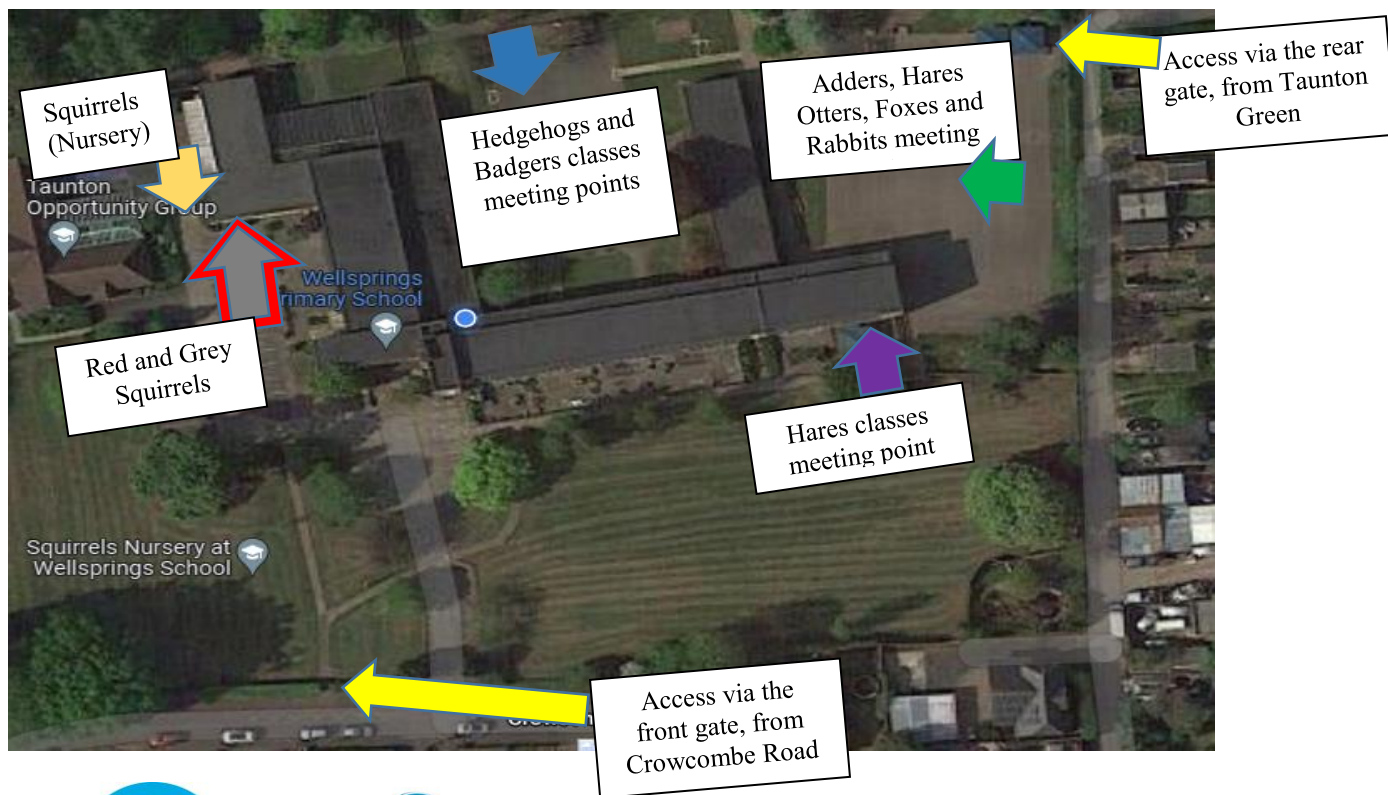 Access via the rear
gate, from Taunton
Green
Adders, Hares
Otters, Foxes and
Rabbits meeting
Squirrels
(Nursery)
Hedgehogs and
Badgers classes
meeting points
Taunton
Opportunity Group
Wellsprings
rimary School
Red and Grey
Squirrels
Hares classes
meeting point
Squirrels Nursery at
Wellsprings School
Access via the
front gate, from
Crowcombe Road